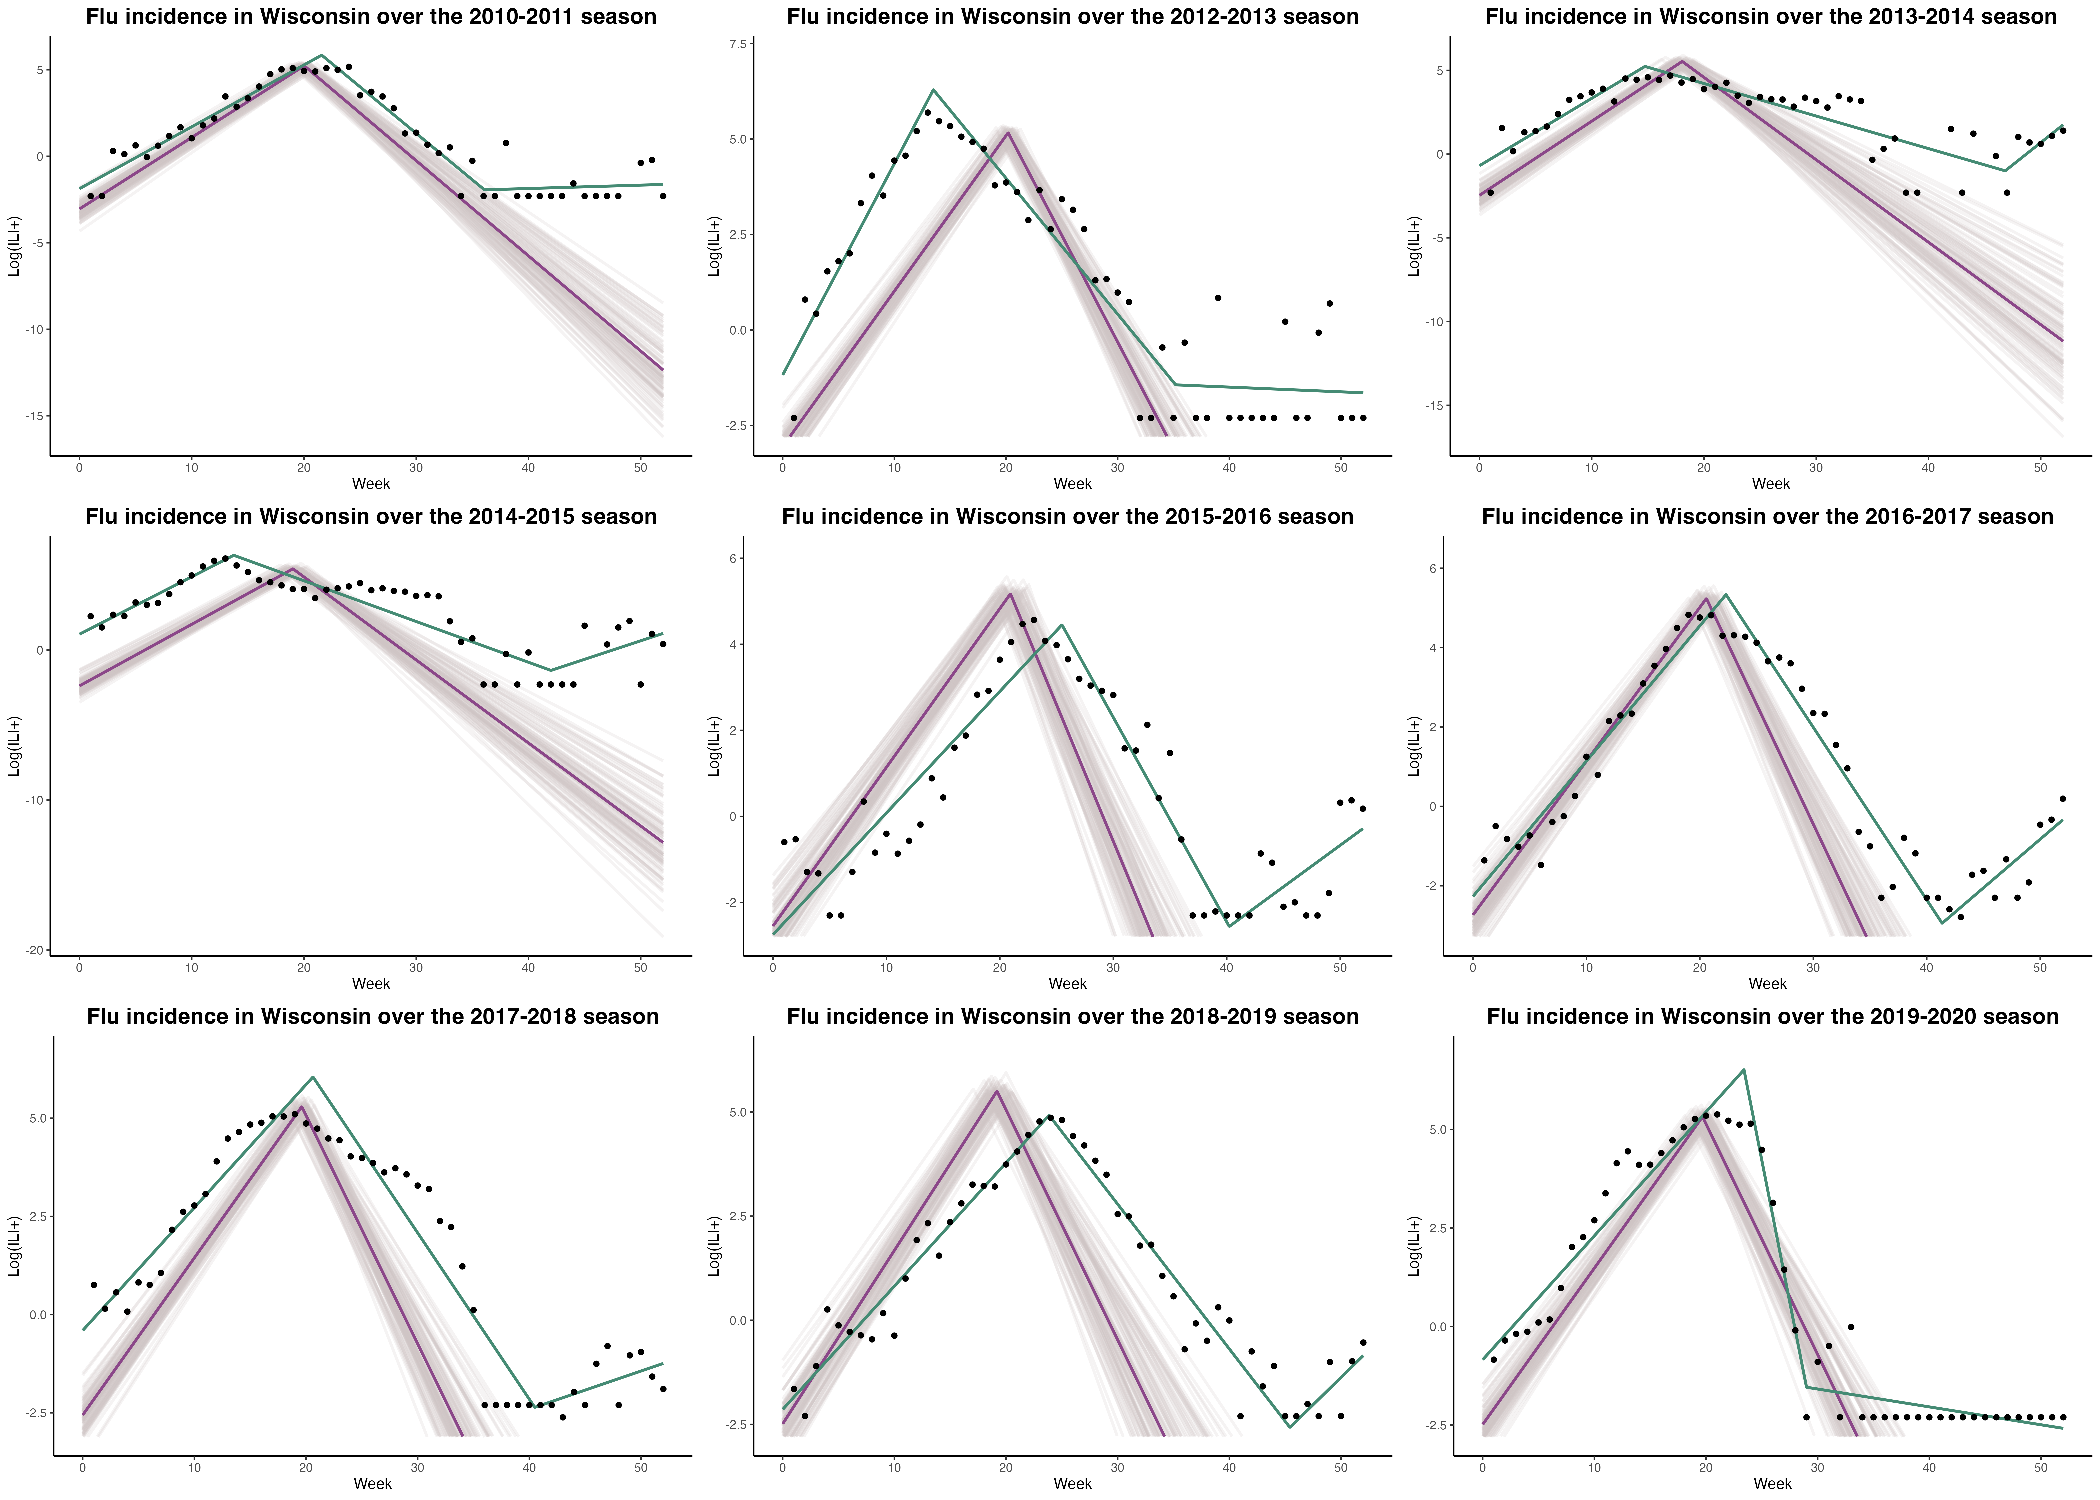 Flu incidence in Wisconsin over the 2010-2011 season
Flu incidence in Wisconsin over the 2012-2013 season
Flu incidence in Wisconsin over the 2013-2014 season
5
0
-5
-10
-15
Log(ILI+)
0 10 20 30 40 50
Week
7.5
5.0
2.5
0.0
-2.5
Log(ILI+)
0 10 20 30 40 50
Week
5
0
-5
-10
-15
Log(ILI+)
0 10 20 30 40 50
Week
Flu incidence in Wisconsin over the 2014-2015 season
Flu incidence in Wisconsin over the 2015-2016 season
Flu incidence in Wisconsin over the 2016-2017 season
0
-10
-20
Log(ILI+)
0 10 20 30 40 50
Week
6
4
2
0
-2
Log(ILI+)
0 10 20 30 40 50
Week
6
4
2
0
-2
Log(ILI+)
0 10 20 30 40 50
Week
Flu incidence in Wisconsin over the 2017-2018 season
Flu incidence in Wisconsin over the 2018-2019 season
Flu incidence in Wisconsin over the 2019-2020 season
5.0
2.5
0.0
-2.5
Log(ILI+)
0 10 20 30 40 50
Week
5.0
2.5
0.0
-2.5
Log(ILI+)
0 10 20 30 40 50
Week
5.0
2.5
0.0
-2.5
Log(ILI+)
0 10 20 30 40 50
Week